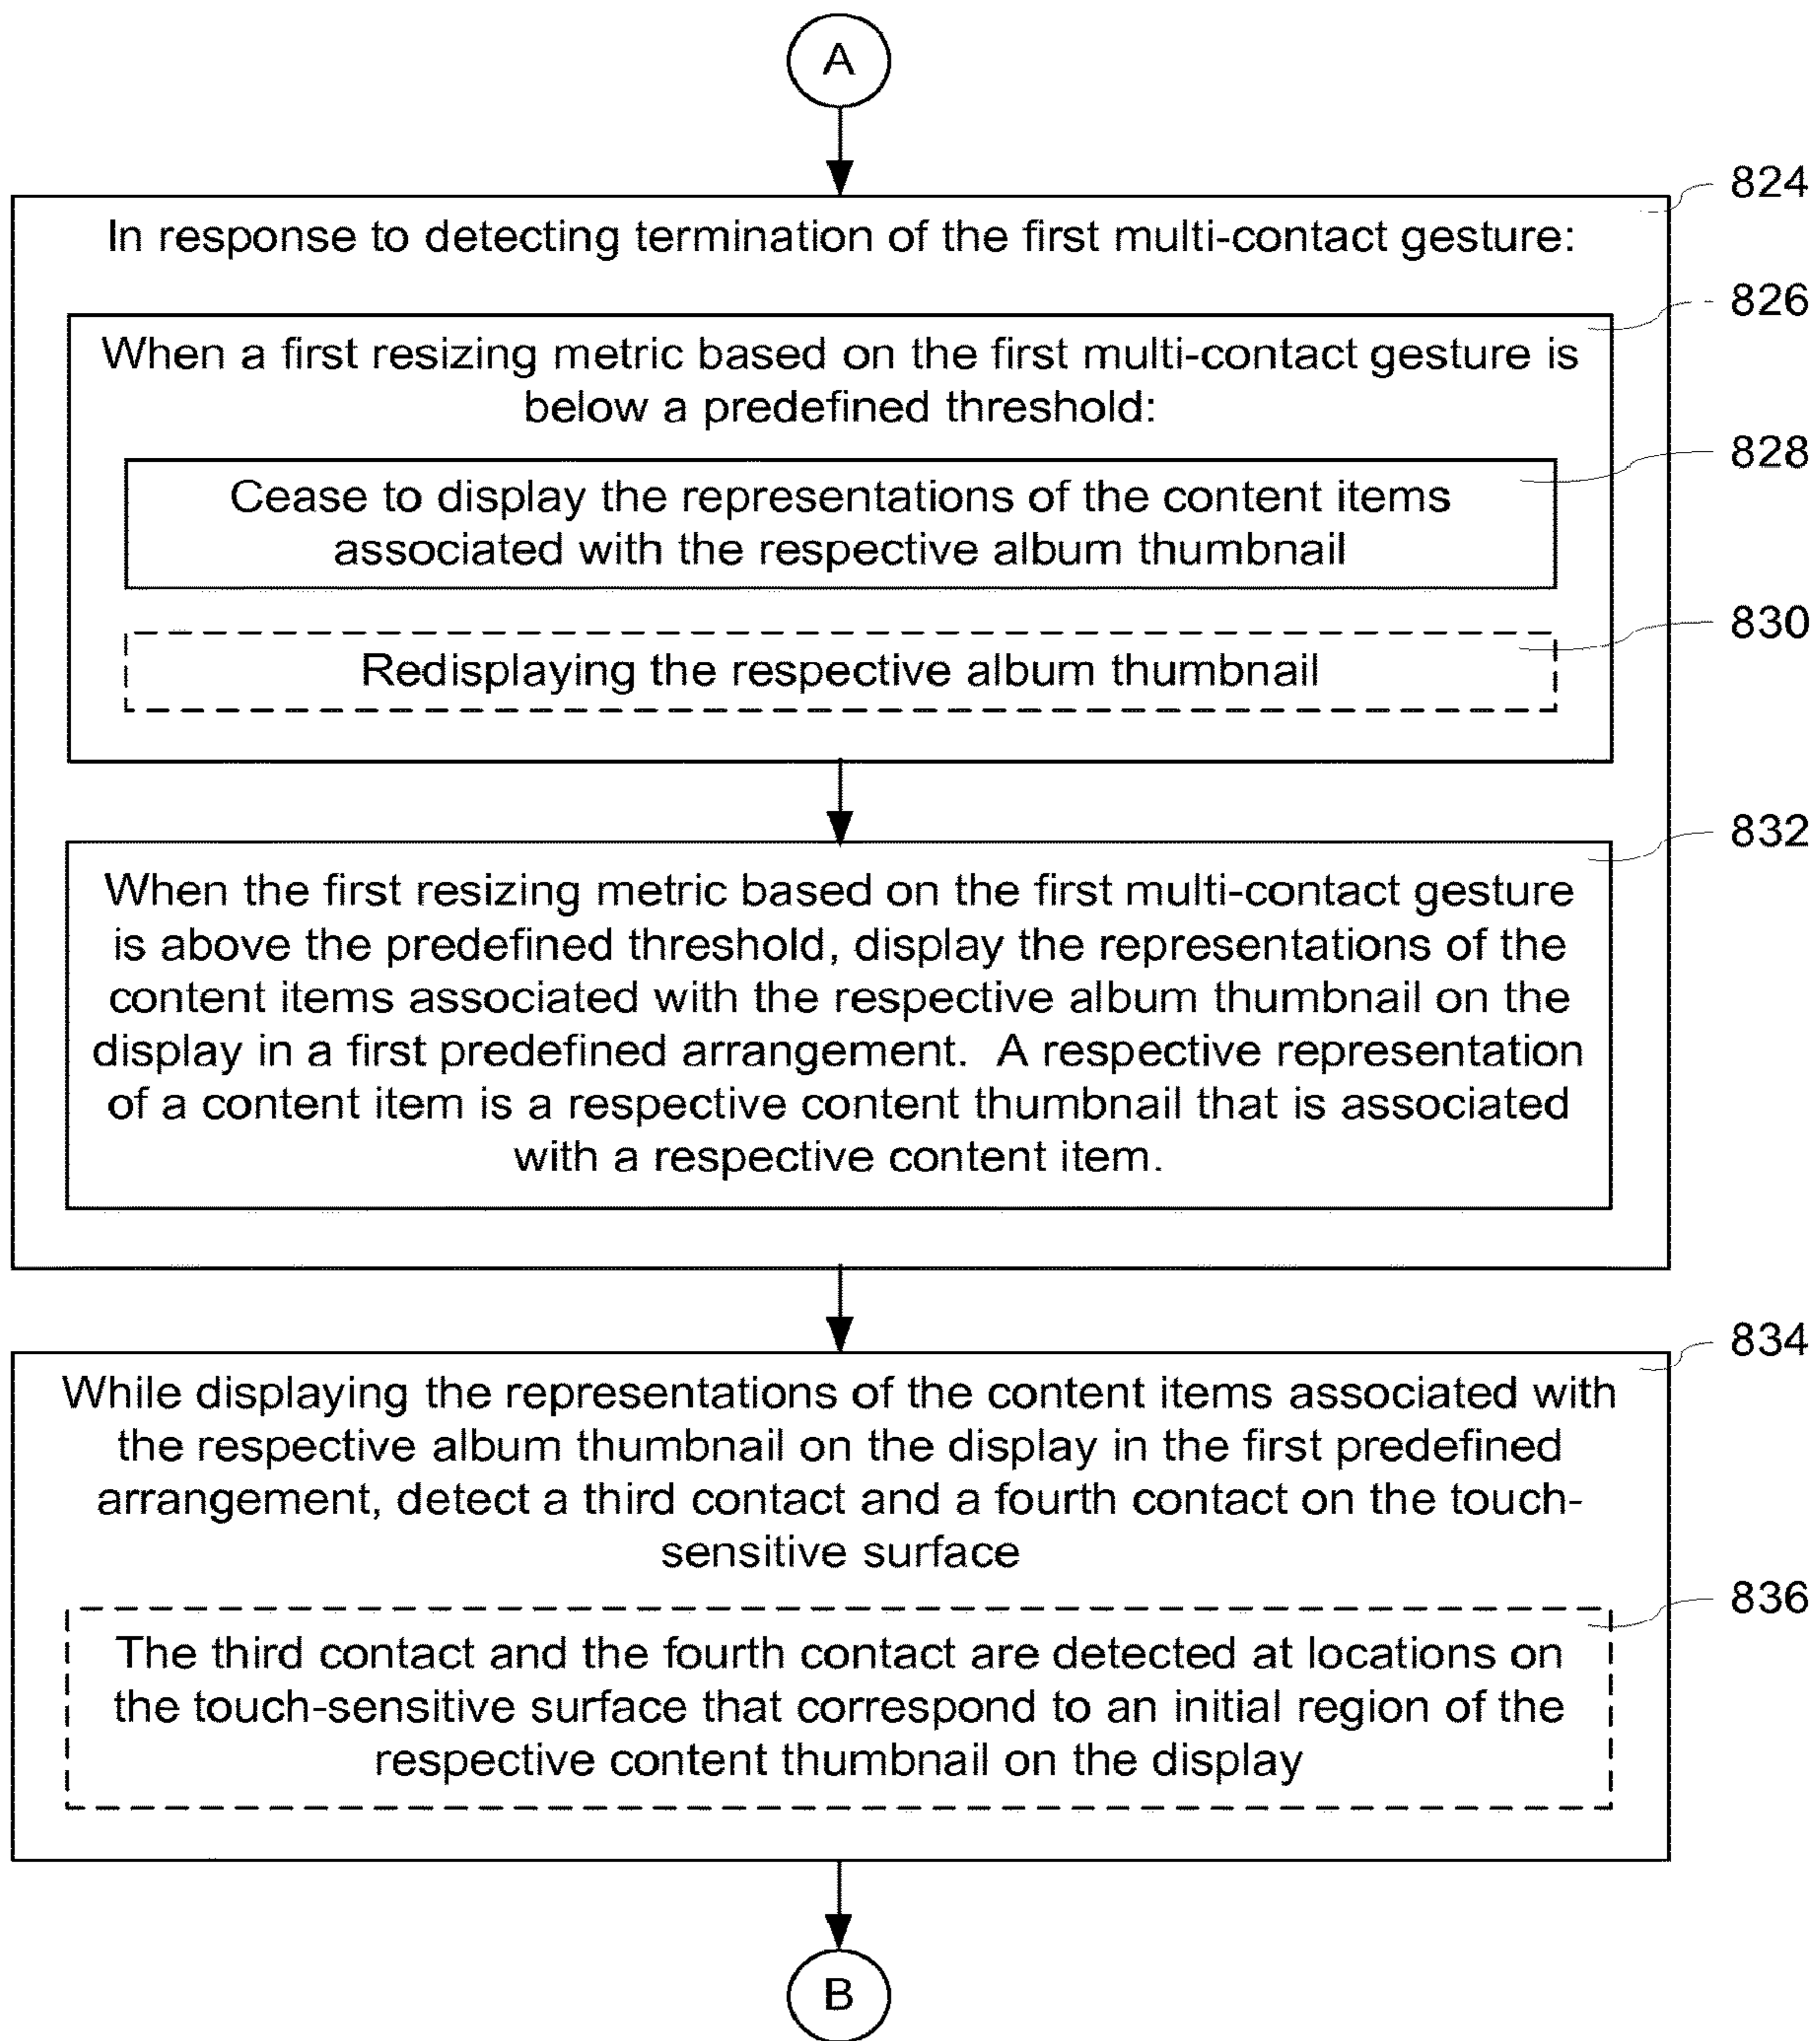 A
824
In response to detecting termination of the first multi-contact gesture:
826
When a first resizing metric based on the first multi-contact gesture is
below a predefined threshold:
828
Cease to display the representations of the content items
associated with the respective album thumbnail
830
Redisplaying the respective album thumbnail
832
When the first resizing metric based on the first multi-contact gesture
is above the predefined threshold, display the representations of the
content items associated with the respective album thumbnail on the
display in a first predefined arrangement.  A respective representation
of a content item is a respective content thumbnail that is associated
with a respective content item.
834
While displaying the representations of the content items associated with
the respective album thumbnail on the display in the first predefined
arrangement, detect a third contact and a fourth contact on the touch-
sensitive surface
836
The third contact and the fourth contact are detected at locations on
the touch-sensitive surface that correspond to an initial region of the
respective content thumbnail on the display
B